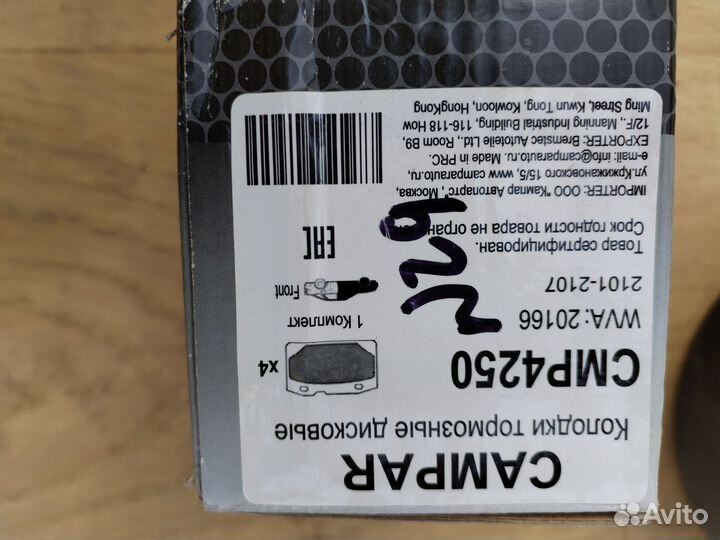 CAMPAR
Колодки тормозные дисковые
CMP4250
x4
WVA: 20166
1 Комплект
2101-2107
Front
Товар сертифицирован.
Срок годности товара не огран
EAC
IMPORTER: ООО "Кампар Автопартс", Москва,
ул.Кржижановского 15/5, www camparauto.ru,
e-mail: info@camparauto.ru. Made in PRC.
EXPORTER: Bremstec Autoteile Ltd., Room B9,
12/F., Manning Industrial Building, 116-118 How
Ming Street, Kwun Tong, Kowloon, HongKong
Avito